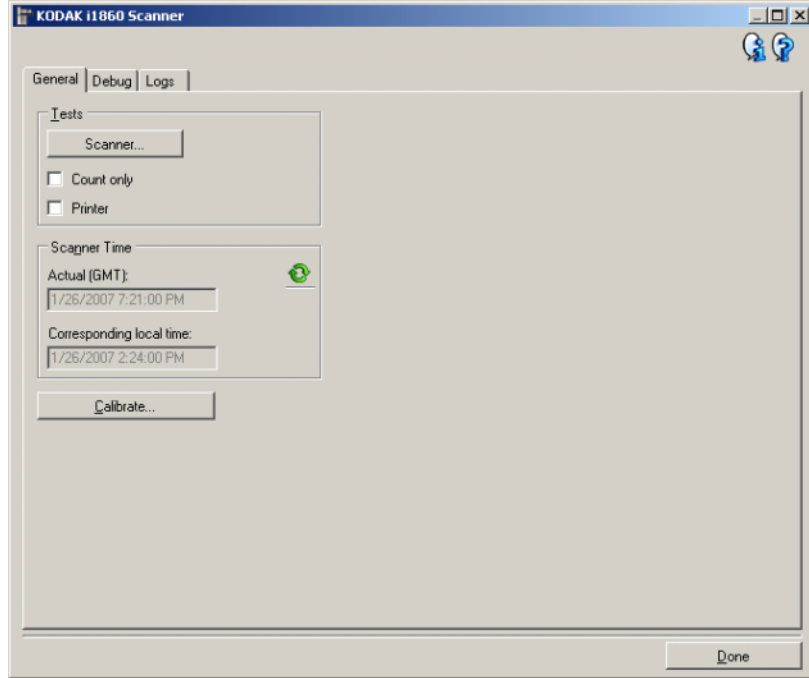 KODAK i1860 Scanner
General
Debug
Logs
Tests
Scanner...
Count only
Printer
Scanner Time
Actual (GMT):
1/26/2007 7:21:00 PM
Corresponding local time:
1/26/2007 2:24:00 PM
Calibrate...
Done